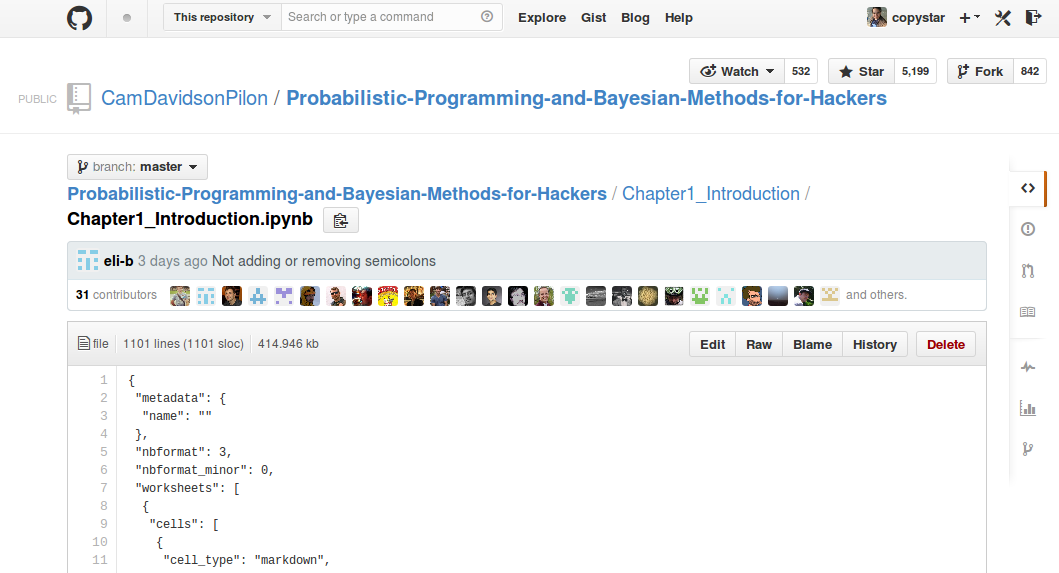 This repository Search or type a command Explore Gist Blog Help copystar
Watch 532 Star 5,199 Fork 842
PUBLIC CamDavidsonPilon / Probabilistic-Programming-and-Bayesian-Methods-for-Hackers
branch: master
Probabilistic-Programming-and-Bayesian-Methods-for-Hackers / Chapter1_Introduction /
Chapter1_Introduction.ipynb
eli-b 3 days ago Not adding or removing semicolons
31 contributors and others.
file 1101 lines (1101 sloc) 414.946 kb Edit Raw Blame History Delete
1 {
2 "metadata": {
3 "name": ""
4 },
5 "nbformat": 3,
6 "nbformat_minor": 0,
7 "worksheets": [
8 {
9 "cells": [
10 {
11 "cell_type": "markdown",